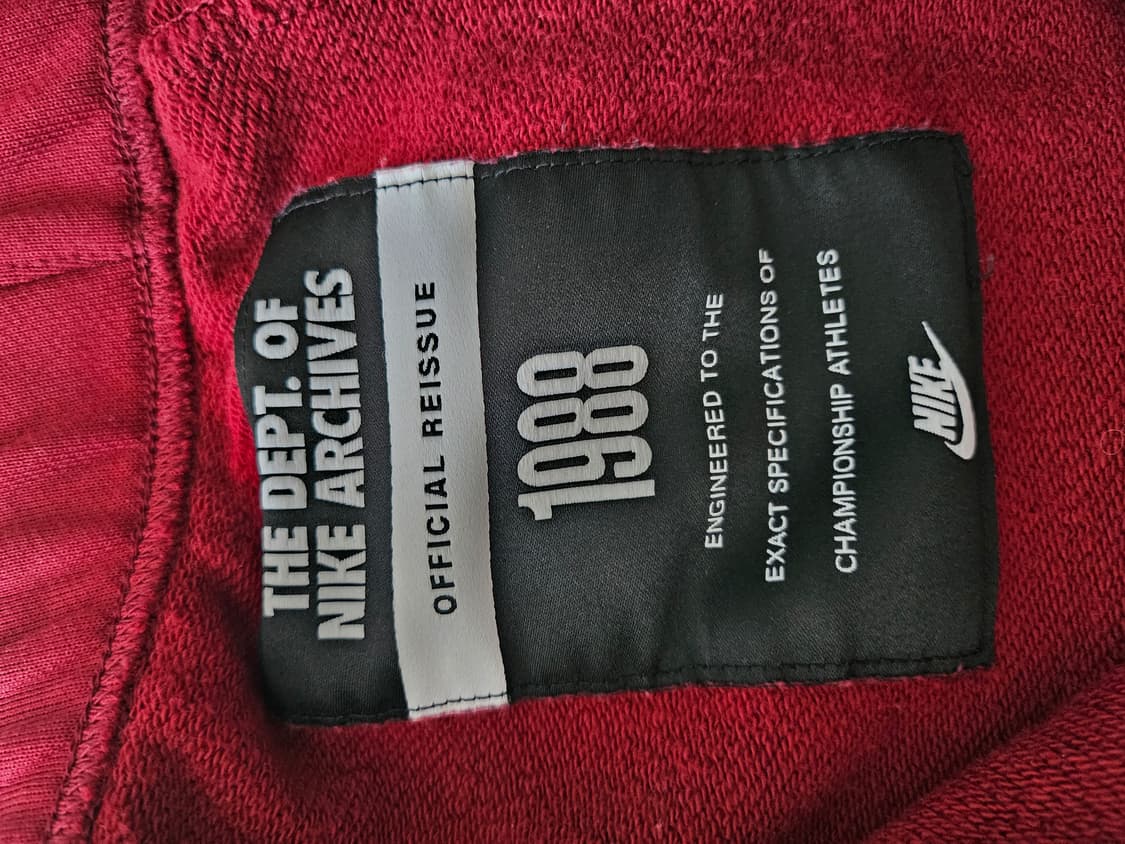 THE DEPT. OF
NIKE ARCHIVES
OFFICIAL REISSUE
1988
ENGINEERED TO THE
EXACT SPECIFICATIONS OF
CHAMPIONSHIP ATHLETES
NIKE